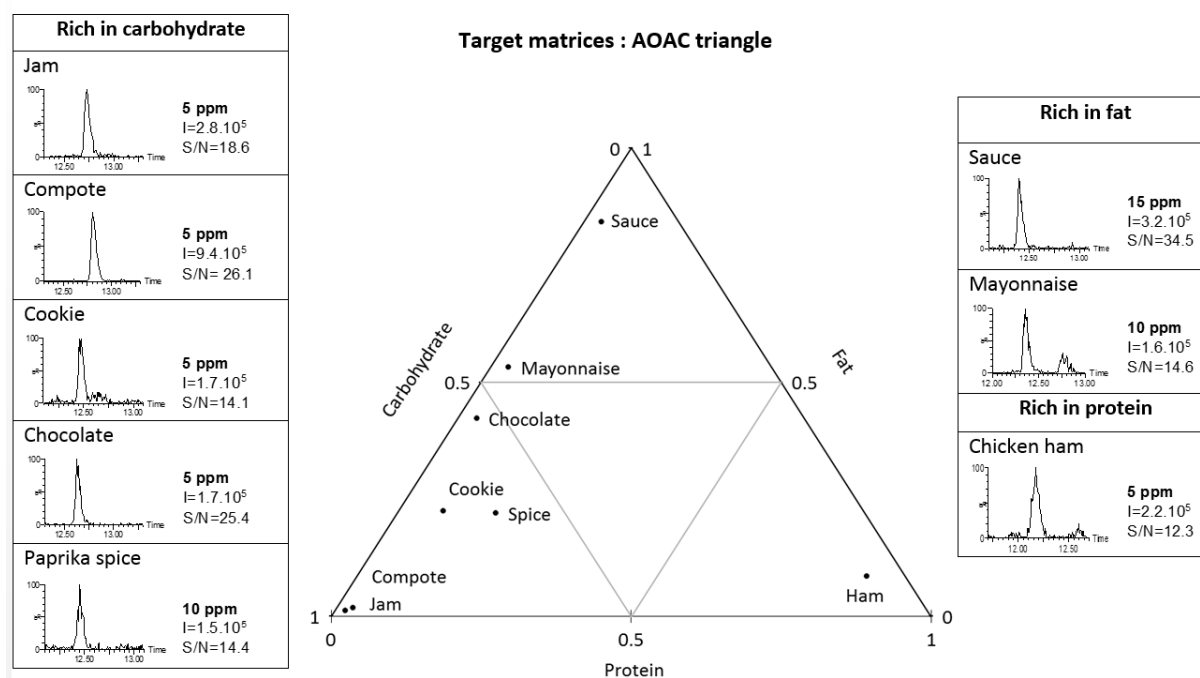 Rich in carbohydrate
Jam
100
%
0
12.50 13.00 Time
5 ppm
I=2.8.10⁵
S/N=18.6
Compote
100
%
0
12.50 13.00 Time
5 ppm
I=9.4.10⁵
S/N= 26.1
Cookie
100
%
0
12.50 13.00 Time
5 ppm
I=1.7.10⁵
S/N=14.1
Chocolate
100
%
0
12.50 13.00 Time
5 ppm
I=1.7.10⁵
S/N=25.4
Paprika spice
100
%
0
12.50 13.00 Time
10 ppm
I=1.5.10⁵
S/N=14.4
Target matrices : AOAC triangle
0 1
Sauce
Carbohydrate
Fat
Mayonnaise
0.5 0.5
Chocolate
Cookie
Spice
Compote
Jam
Ham
1 0
0 0.5 1
Protein
Rich in fat
Sauce
100
%
0
12.50 13.00 Time
15 ppm
I=3.2.10⁵
S/N=34.5
Mayonnaise
100
%
0
12.00 12.50 13.00 Time
10 ppm
I=1.6.10⁵
S/N=14.6
Rich in protein
Chicken ham
100
%
0
12.00 12.50 Time
5 ppm
I=2.2.10⁵
S/N=12.3